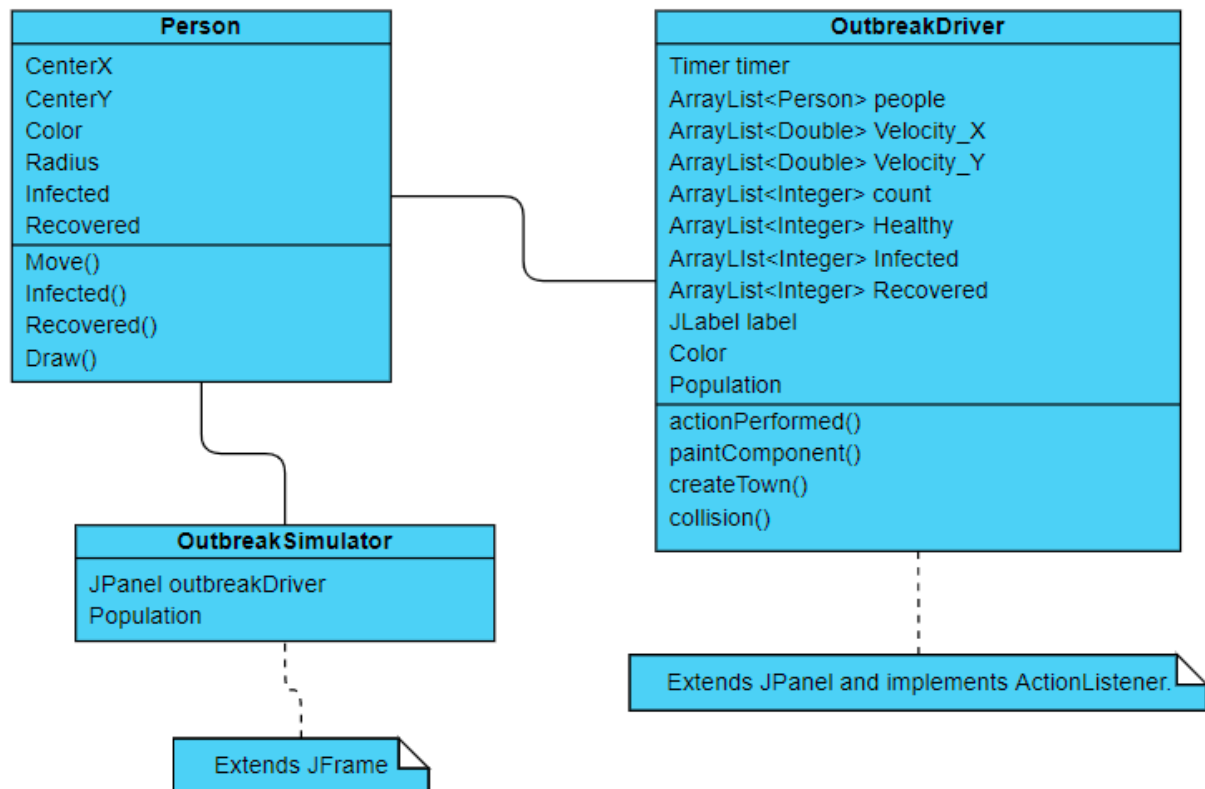 Person
CenterX
CenterY
Color
Radius
Infected
Recovered
Move()
Infected()
Recovered()
Draw()
OutbreakDriver
Timer timer
ArrayList<Person> people
ArrayList<Double> Velocity_X
ArrayList<Double> Velocity_Y
ArrayList<Integer> count
ArrayList<Integer> Healthy
ArrayLIst<Integer> Infected
ArrayList<Integer> Recovered
JLabel label
Color
Population
actionPerformed()
paintComponent()
createTown()
collision()
OutbreakSimulator
JPanel outbreakDriver
Population
Extends JPanel and implements ActionListener.
Extends JFrame